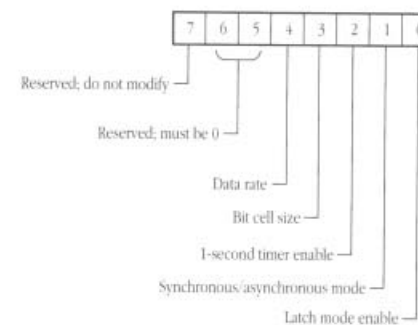 7 6 5 4 3 2 1
Reserved; do not modify
Reserved; must be 0
Data rate
Bit cell size
1-second timer enable
Synchronous/asynchronous mode
Latch mode enable